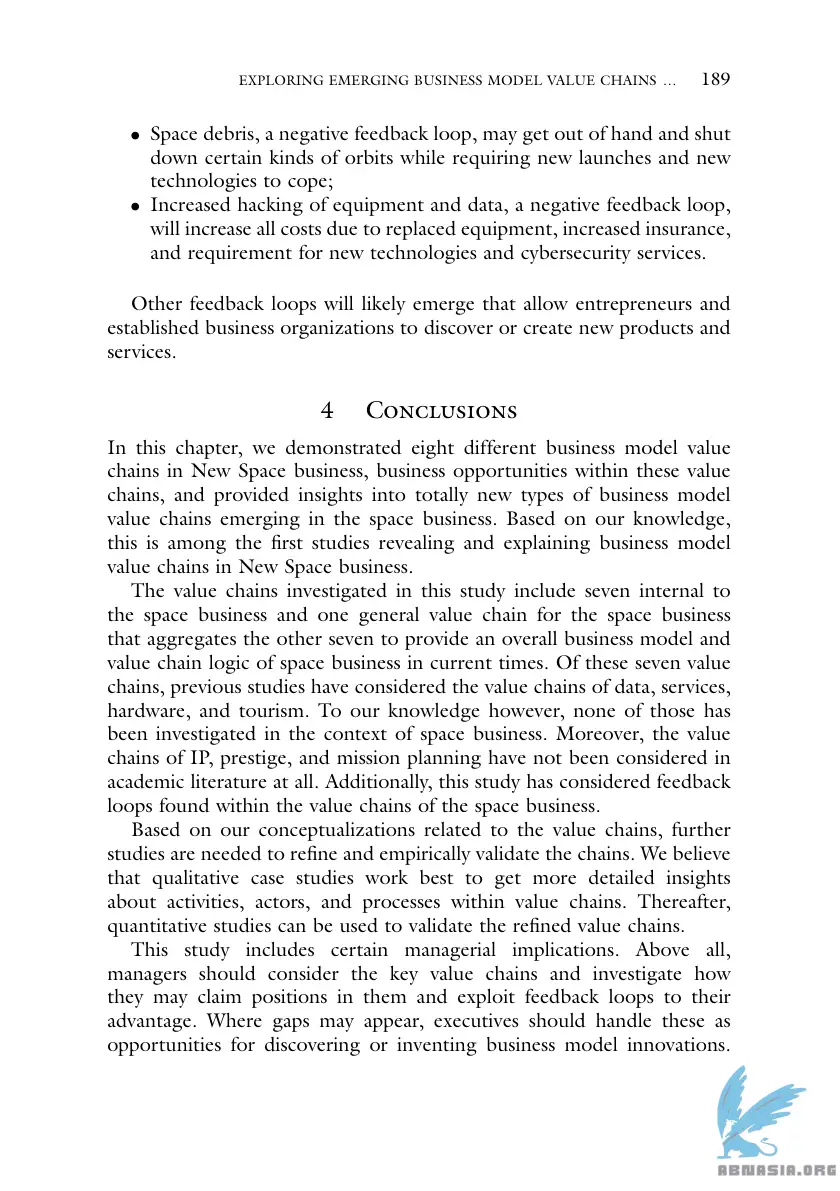 EXPLORING EMERGING BUSINESS MODEL VALUE CHAINS ... 189
• Space debris, a negative feedback loop, may get out of hand and shut
down certain kinds of orbits while requiring new launches and new
technologies to cope;
• Increased hacking of equipment and data, a negative feedback loop,
will increase all costs due to replaced equipment, increased insurance,
and requirement for new technologies and cybersecurity services.
Other feedback loops will likely emerge that allow entrepreneurs and
established business organizations to discover or create new products and
services.
4 Conclusions
In this chapter, we demonstrated eight different business model value
chains in New Space business, business opportunities within these value
chains, and provided insights into totally new types of business model
value chains emerging in the space business. Based on our knowledge,
this is among the first studies revealing and explaining business model
value chains in New Space business.
The value chains investigated in this study include seven internal to
the space business and one general value chain for the space business
that aggregates the other seven to provide an overall business model and
value chain logic of space business in current times. Of these seven value
chains, previous studies have considered the value chains of data, services,
hardware, and tourism. To our knowledge however, none of those has
been investigated in the context of space business. Moreover, the value
chains of IP, prestige, and mission planning have not been considered in
academic literature at all. Additionally, this study has considered feedback
loops found within the value chains of the space business.
Based on our conceptualizations related to the value chains, further
studies are needed to refine and empirically validate the chains. We believe
that qualitative case studies work best to get more detailed insights
about activities, actors, and processes within value chains. Thereafter,
quantitative studies can be used to validate the refined value chains.
This study includes certain managerial implications. Above all,
managers should consider the key value chains and investigate how
they may claim positions in them and exploit feedback loops to their
advantage. Where gaps may appear, executives should handle these as
opportunities for discovering or inventing business model innovations.
ABNASIA.ORG